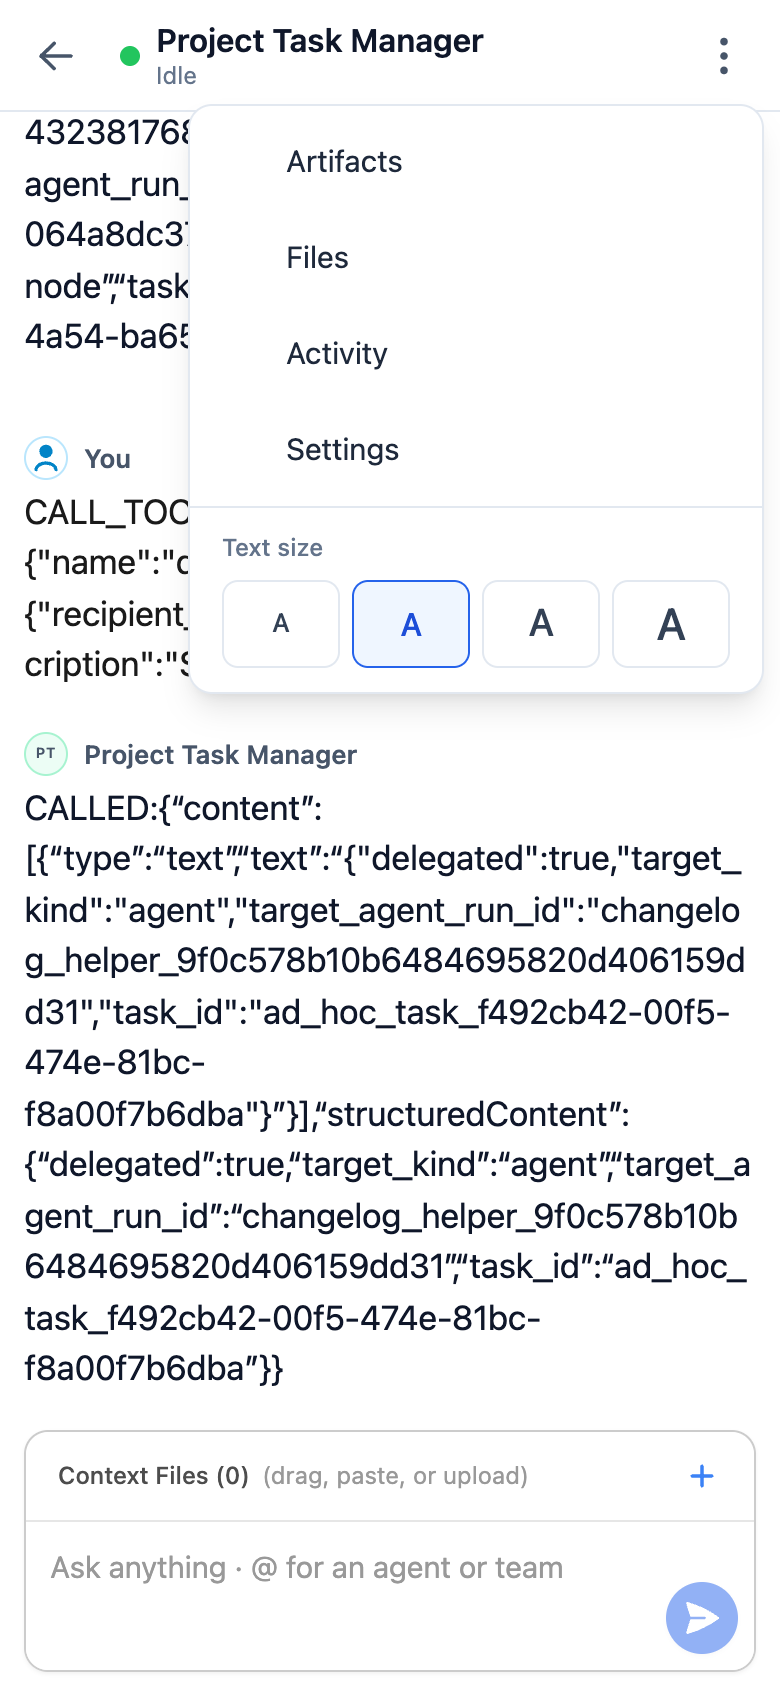 Project Task Manager
Idle
43238176
agent_run_
064a8dc3
node”,“task
4a54-ba65
Artifacts
Files
Activity
Settings
Text size
A
A
A
A
You
CALL_TOO
{"name":"d
{"recipient_
cription":"S
PT
Project Task Manager
CALLED:{“content”:
[{“type”:“text”,“text”:“{"delegated":true,"target_
kind":"agent","target_agent_run_id":"changelo
g_helper_9f0c578b10b6484695820d406159d
d31","task_id":"ad_hoc_task_f492cb42-00f5-
474e-81bc-
f8a00f7b6dba"}”}],“structuredContent”:
{“delegated”:true,“target_kind”:“agent”,“target_a
gent_run_id”:“changelog_helper_9f0c578b10b
6484695820d406159dd31”,“task_id”:“ad_hoc_
task_f492cb42-00f5-474e-81bc-
f8a00f7b6dba”}}
Context Files (0) (drag, paste, or upload)
Ask anything · @ for an agent or team